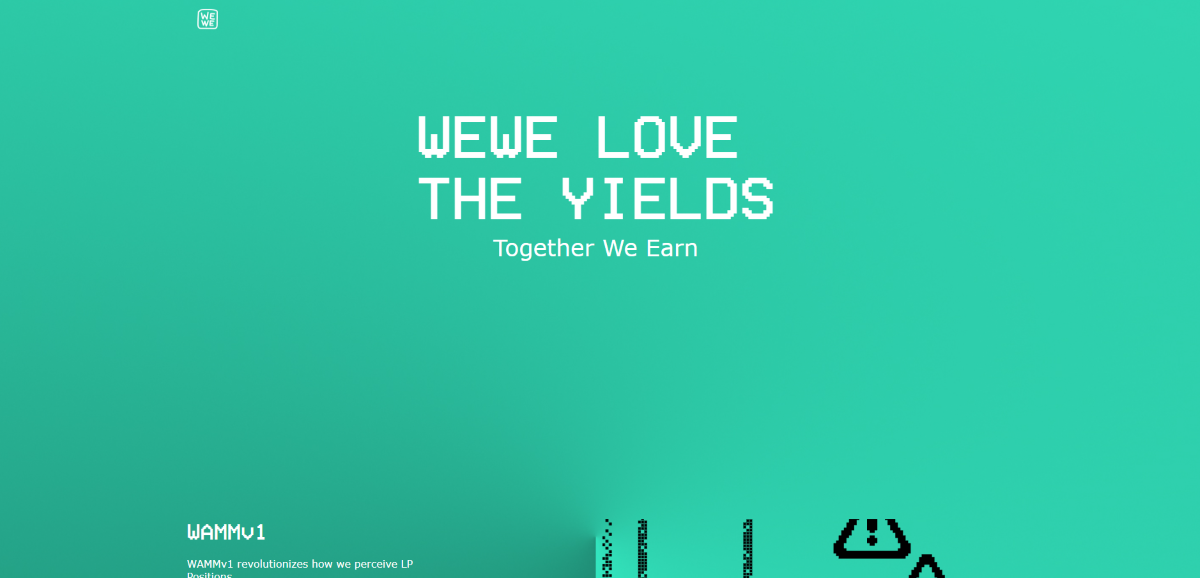 WE
WE
WEWE LOVE
THE YIELDS
Together We Earn
WAMMv1
WAMMv1 revolutionizes how we perceive LP
Positions